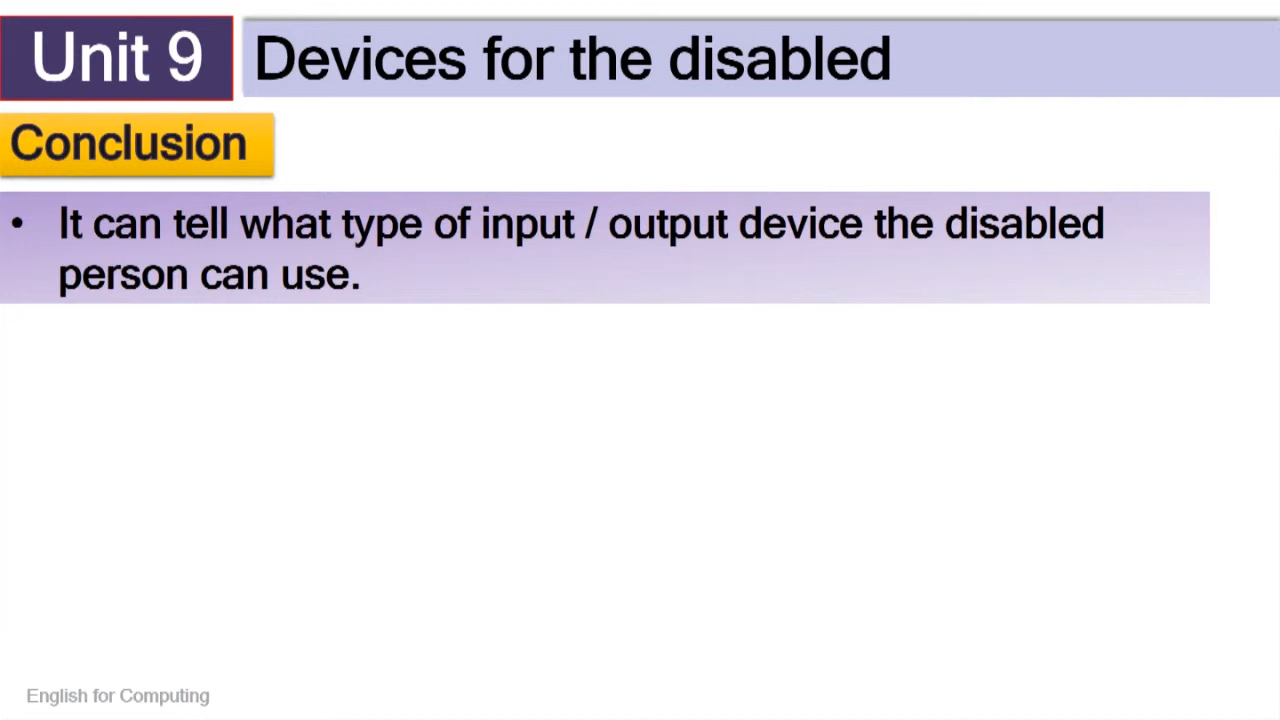 Unit 9
Devices for the disabled
Conclusion
• It can tell what type of input / output device the disabled
person can use.
English for Computing